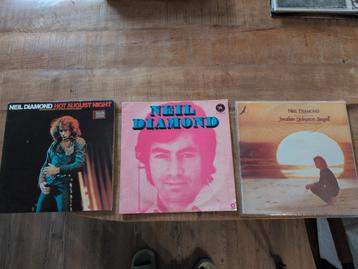 NEIL DIAMOND HOT AUGUST NIGHT
NEIL
DIAMOND
NEIL DIAMOND
Jonathan Livingston Seagull